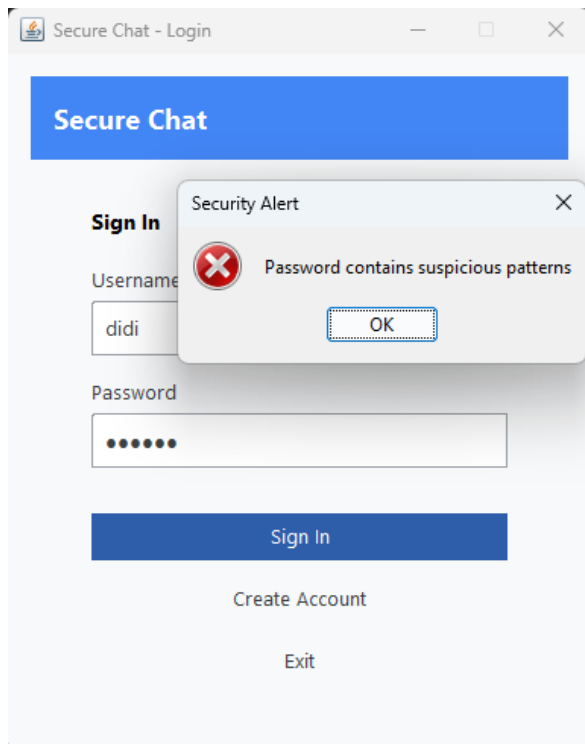 Secure Chat - Login
Secure Chat
Security Alert
Password contains suspicious patterns
OK
Sign In
Username
didi
Password
Sign In
Create Account
Exit